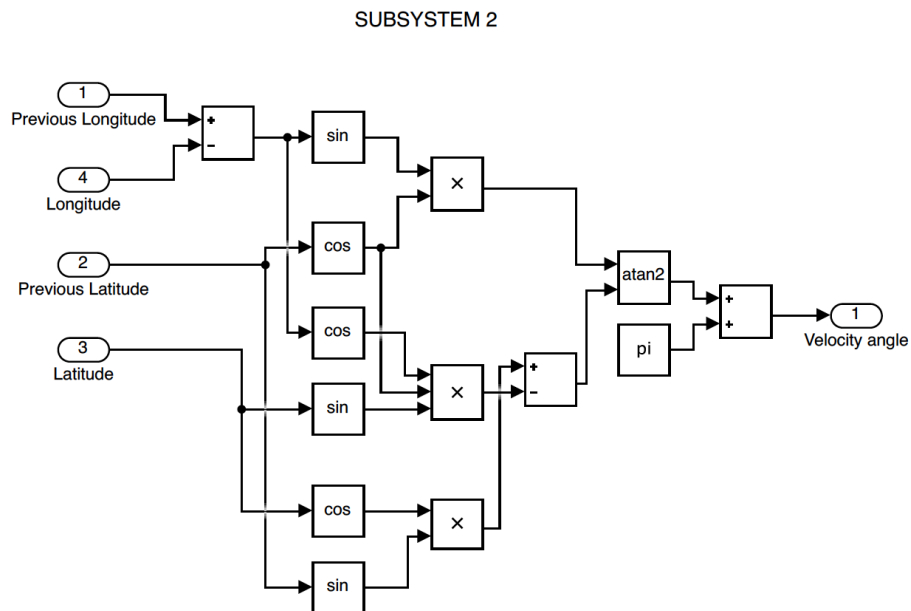 SUBSYSTEM 2
1
Previous Longitude
+
−
4
Longitude
2
Previous Latitude
3
Latitude
sin
cos
cos
sin
cos
sin
×
×
×
+
−
atan2
pi
+
+
1
Velocity angle